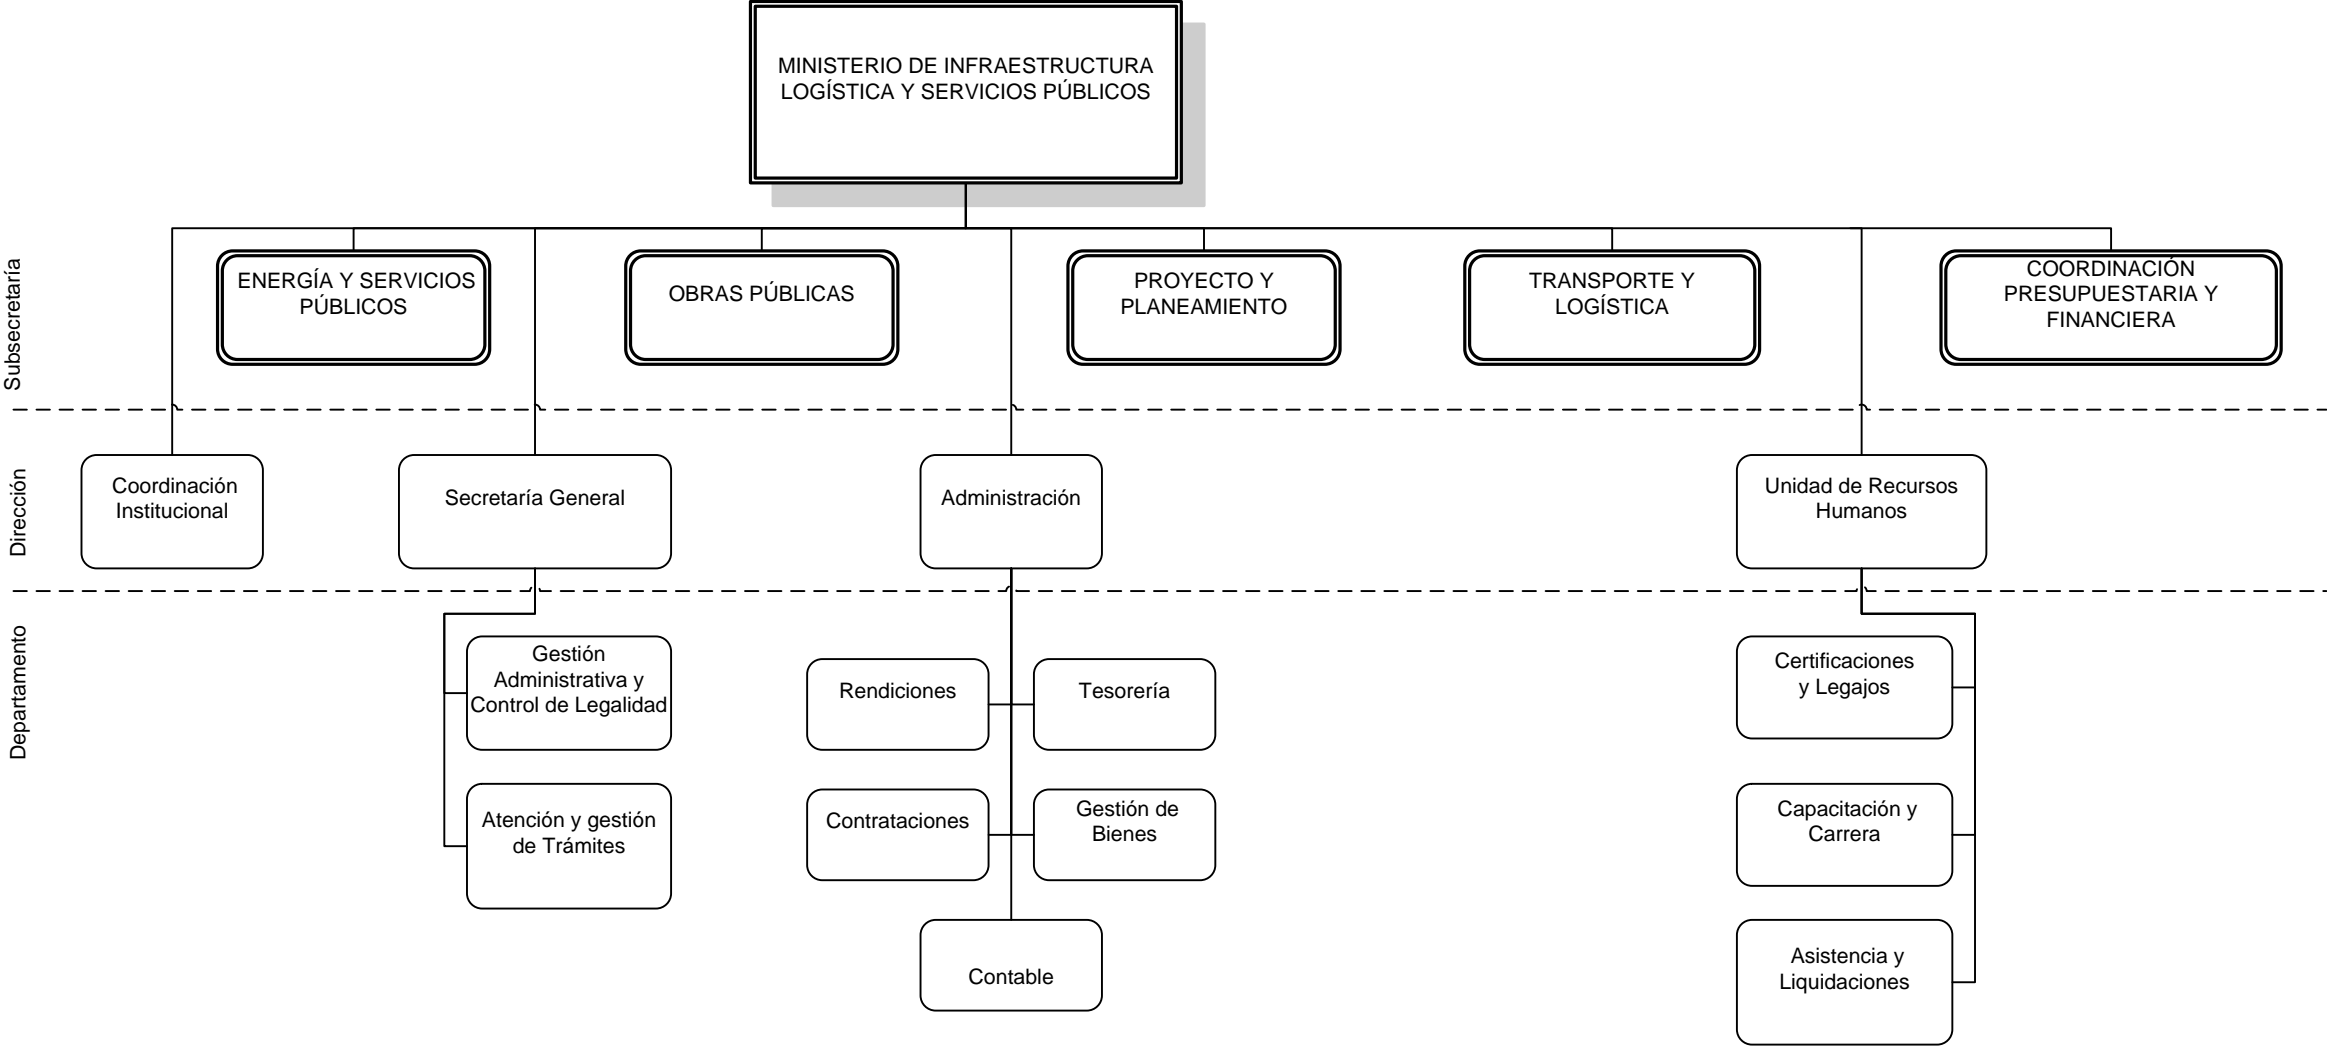 MINISTERIO DE INFRAESTRUCTURA
LOGÍSTICA Y SERVICIOS PÚBLICOS
Subsecretaría
ENERGÍA Y SERVICIOS
PÚBLICOS
OBRAS PÚBLICAS
PROYECTO Y
PLANEAMIENTO
TRANSPORTE Y
LOGÍSTICA
COORDINACIÓN
PRESUPUESTARIA Y
FINANCIERA
Dirección
Coordinación
Institucional
Secretaría General
Administración
Unidad de Recursos
Humanos
Departamento
Gestión
Administrativa y
Control de Legalidad
Atención y gestión
de Trámites
Rendiciones
Tesorería
Contrataciones
Gestión de
Bienes
Contable
Certificaciones
y Legajos
Capacitación y
Carrera
Asistencia y
Liquidaciones